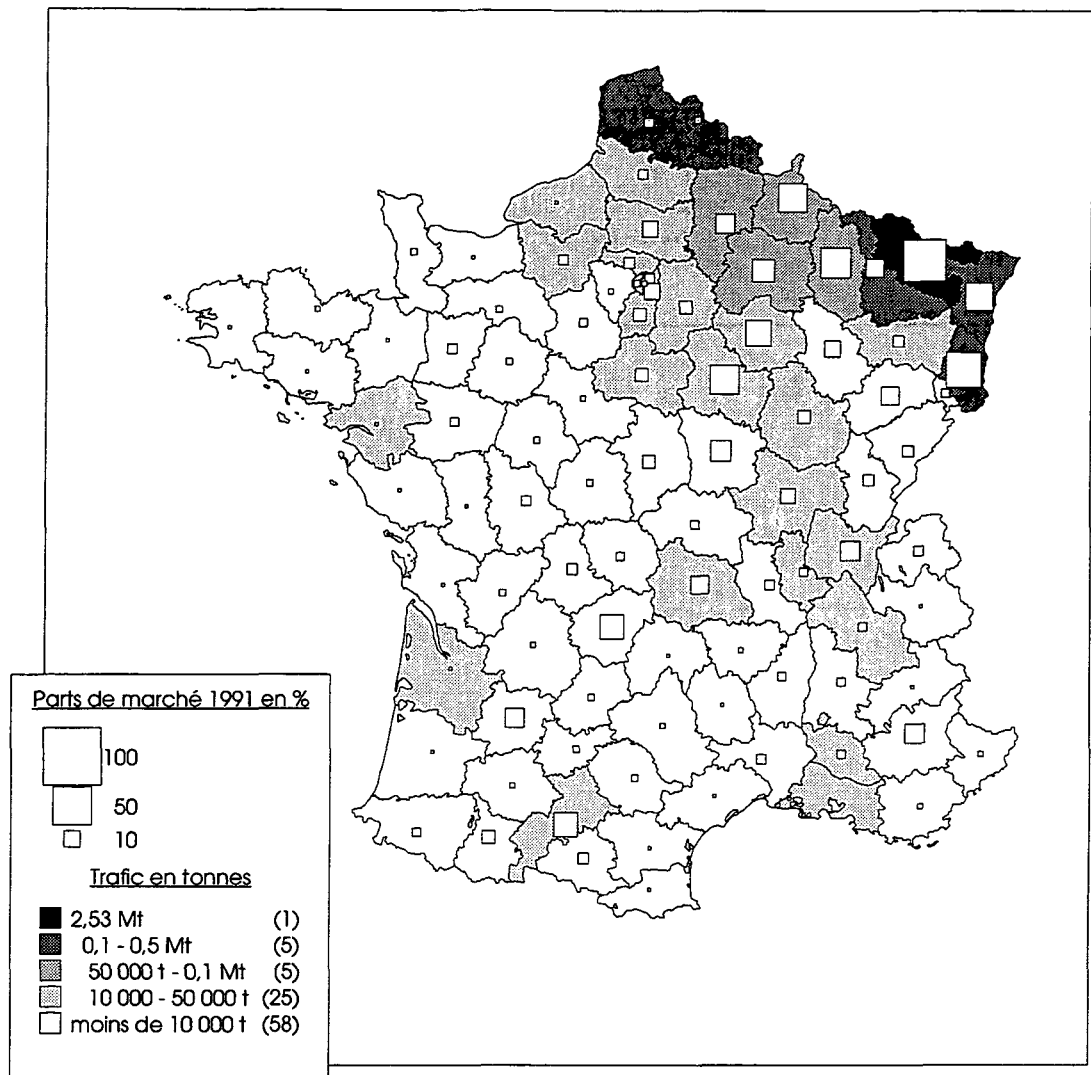 Parts de marché 1991 en %
100
50
10
Trafic en tonnes
2,53 Mt (1)
0,1 - 0,5 Mt (5)
50 000 t - 0,1 Mt (5)
10 000 - 50 000 t (25)
moins de 10 000 t (58)